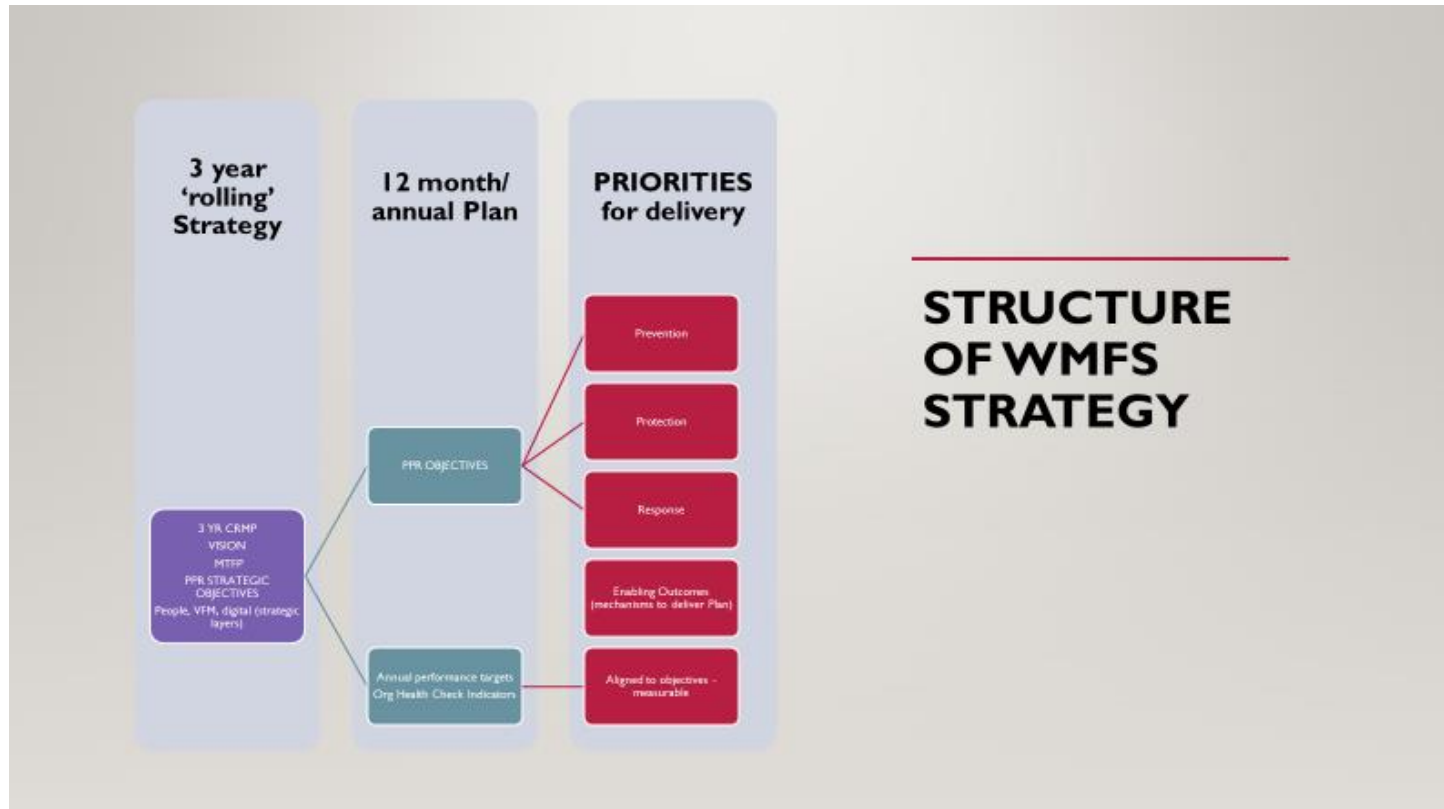 3 year
‘rolling’
Strategy
12 month/
annual Plan
PRIORITIES
for delivery
3 YR CRMP
VISION
MTFP
PPR STRATEGIC
OBJECTIVES
People, VFM, digital (strategic
layers)
PPR OBJECTIVES
Annual performance targets
Org Health Check Indicators
Prevention
Protection
Response
Enabling Outcomes
(mechanisms to deliver Plan)
Aligned to objectives –
measurable
STRUCTURE
OF WMFS
STRATEGY